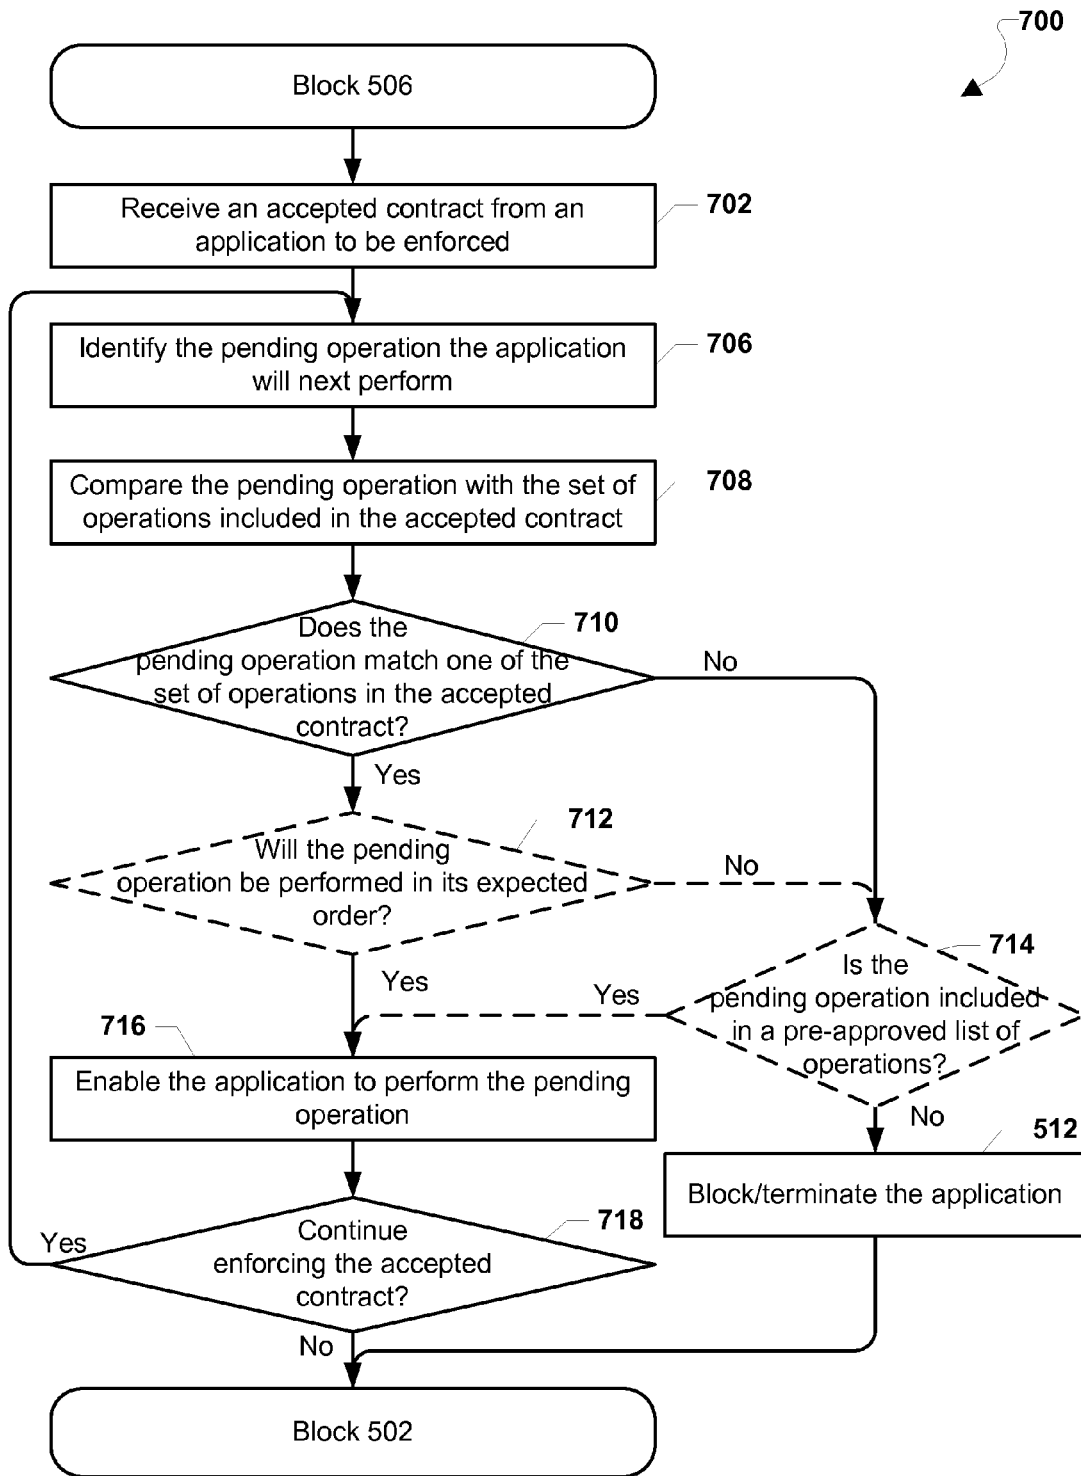 700
Block 506
Receive an accepted contract from an
application to be enforced
702
Identify the pending operation the application
will next perform
706
Compare the pending operation with the set of
operations included in the accepted contract
708
Does the
pending operation match one of the
set of operations in the accepted
contract?
710
No
Yes
Will the pending
operation be performed in its expected
order?
712
No
Yes
Is the
pending operation included
in a pre-approved list of
operations?
714
Yes
No
716
Enable the application to perform the pending
operation
512
Block/terminate the application
Continue
enforcing the accepted
contract?
718
Yes
No
Block 502